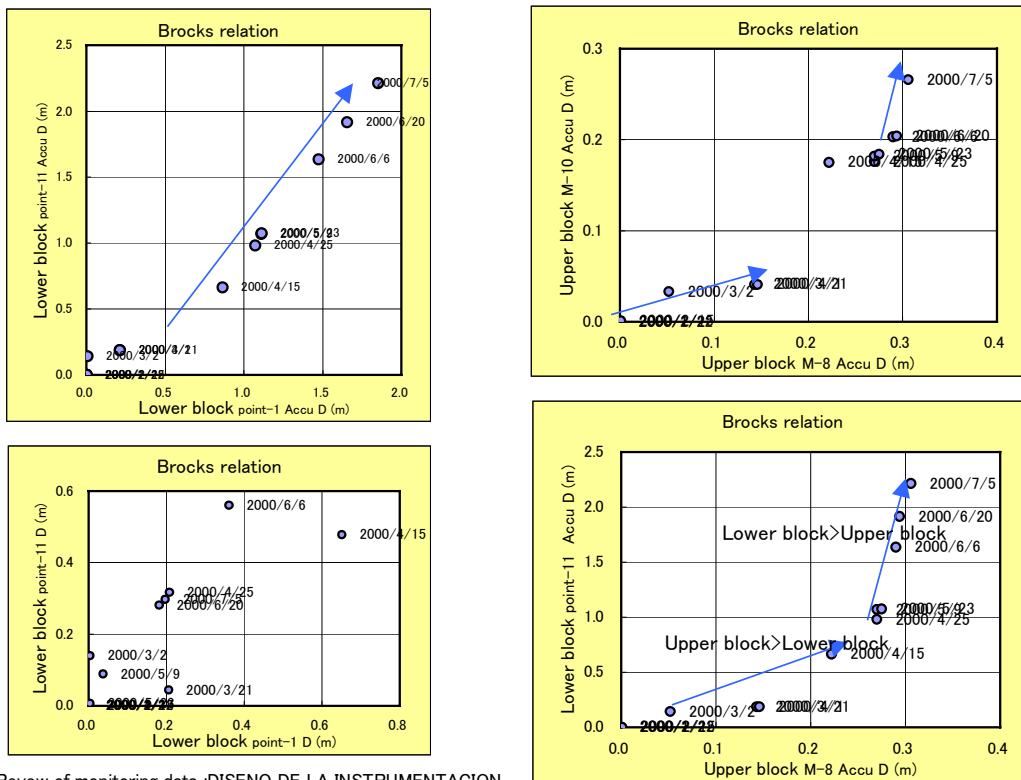 Brocks relation
2.5
2.0
1.5
1.0
0.5
0.0
Lower block point-11 Accu D (m)
2000/7/5
2000/6/20
2000/6/6
2000/4/25
2000/4/15
2000/3/2
0.0 0.5 1.0 1.5 2.0
Lower block point-1 Accu D (m)
Brocks relation
0.3
0.2
0.1
0.0
Upper block M-10 Accu D (m)
2000/7/5
2000/4/25
2000/3/2
0.0 0.1 0.2 0.3 0.4
Upper block M-8 Accu D (m)
Brocks relation
0.6
0.4
0.2
0.0
Lower block point-11 D (m)
2000/6/6
2000/4/15
2000/4/25
2000/7/5
2000/6/20
2000/3/2
2000/5/9
2000/3/21
0.0 0.2 0.4 0.6 0.8
Lower block point-1 D (m)
Brocks relation
2.5
2.0
1.5
1.0
0.5
0.0
Lower block point-11 Accu D (m)
2000/7/5
2000/6/20
Lower block>Upper block
2000/6/6
2000/4/25
Upper block>Lower block
2000/4/15
2000/3/2
0.0 0.1 0.2 0.3 0.4
Upper block M-8 Accu D (m)
of monitoring data :DISENO DE LA INSTRUMENTACION